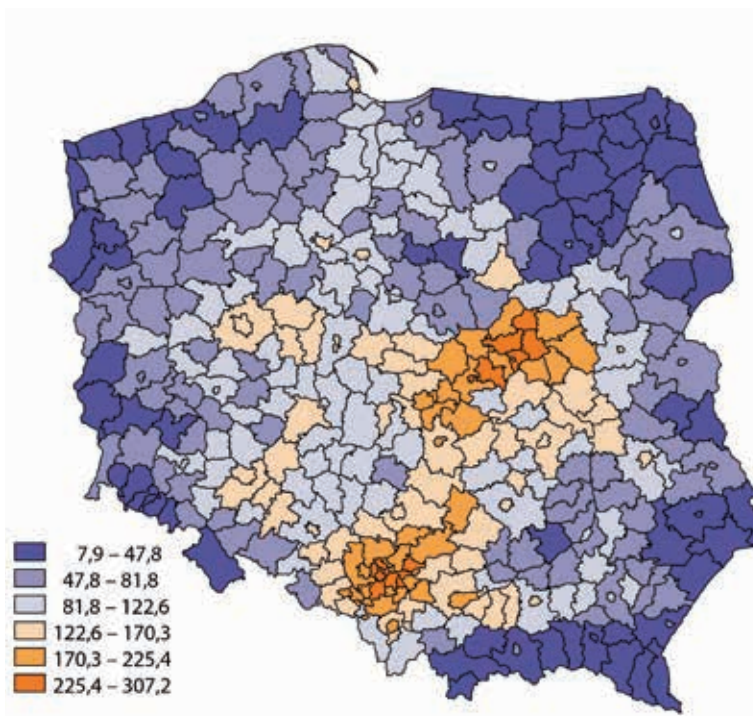 7,9 – 47,8
47,8 – 81,8
81,8 – 122,6
122,6 – 170,3
170,3 – 225,4
225,4 – 307,2